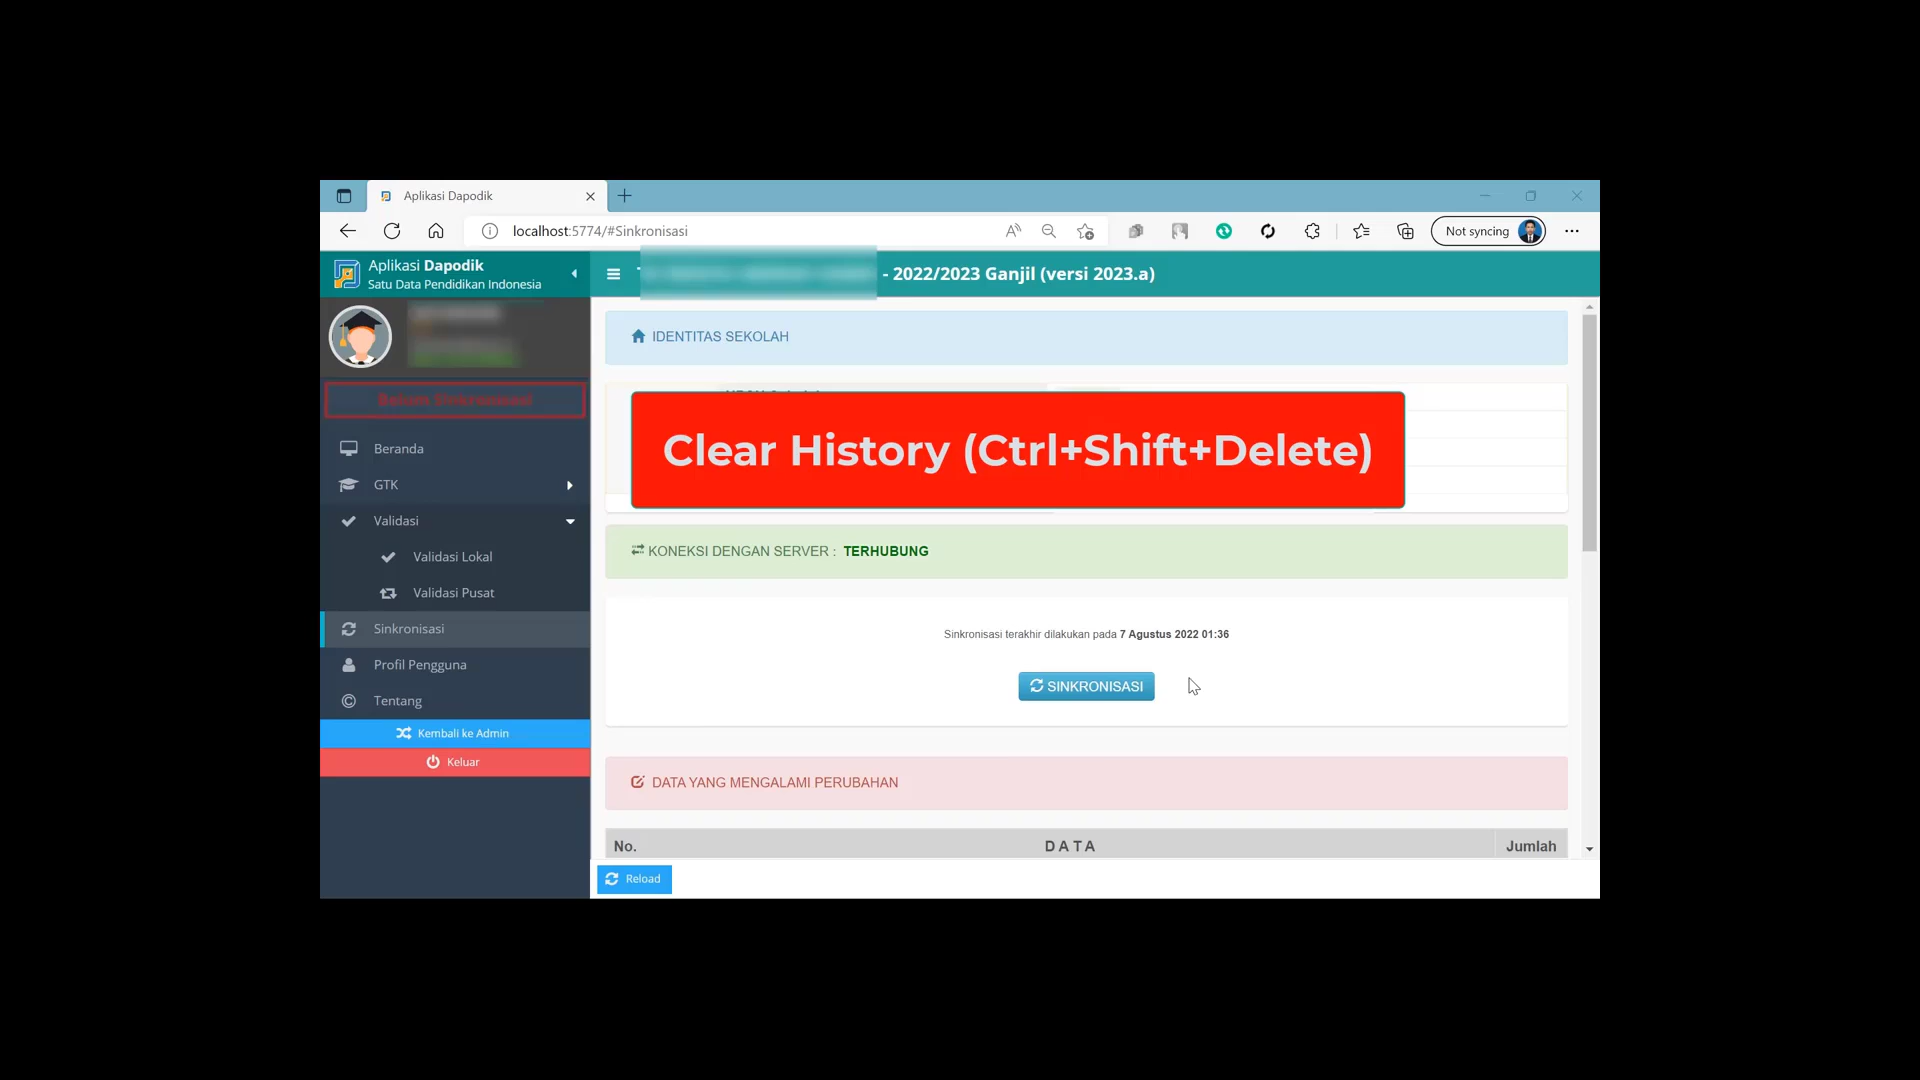 Aplikasi Dapodik
localhost:5774/#Sinkronisasi
Not syncing
Aplikasi Dapodik
Satu Data Pendidikan Indonesia
- 2022/2023 Ganjil (versi 2023.a)
IDENTITAS SEKOLAH
Clear History (Ctrl+Shift+Delete)
Beranda
GTK
Validasi
Validasi Lokal
Validasi Pusat
Sinkronisasi
Profil Pengguna
Tentang
Kembali ke Admin
Keluar
KONEKSI DENGAN SERVER : TERHUBUNG
Sinkronisasi terakhir dilakukan pada 7 Agustus 2022 01:36
SINKRONISASI
DATA YANG MENGALAMI PERUBAHAN
No. D A T A Jumlah
Reload